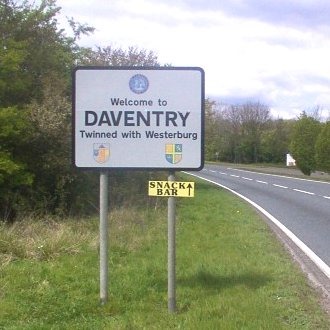 Welcome to
DAVENTRY
Twinned with Westerburg
SNACK
BAR